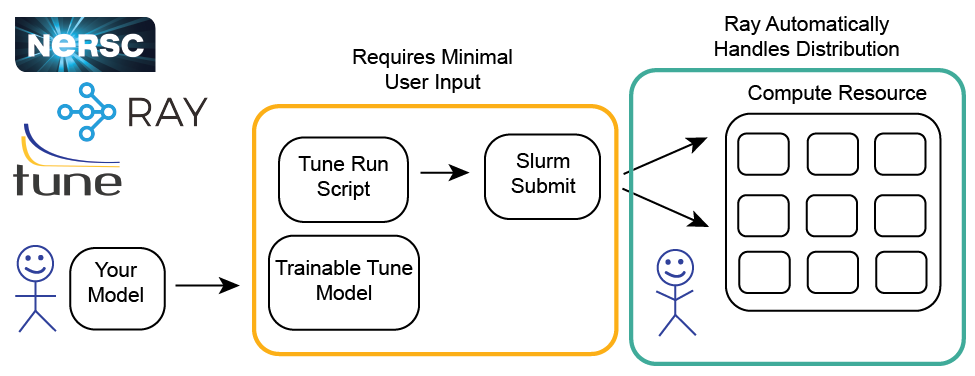 NERSC
RAY
tune
Requires Minimal
User Input
Ray Automatically
Handles Distribution
Compute Resource
Tune Run
Script
Slurm
Submit
Your
Model
Trainable Tune
Model